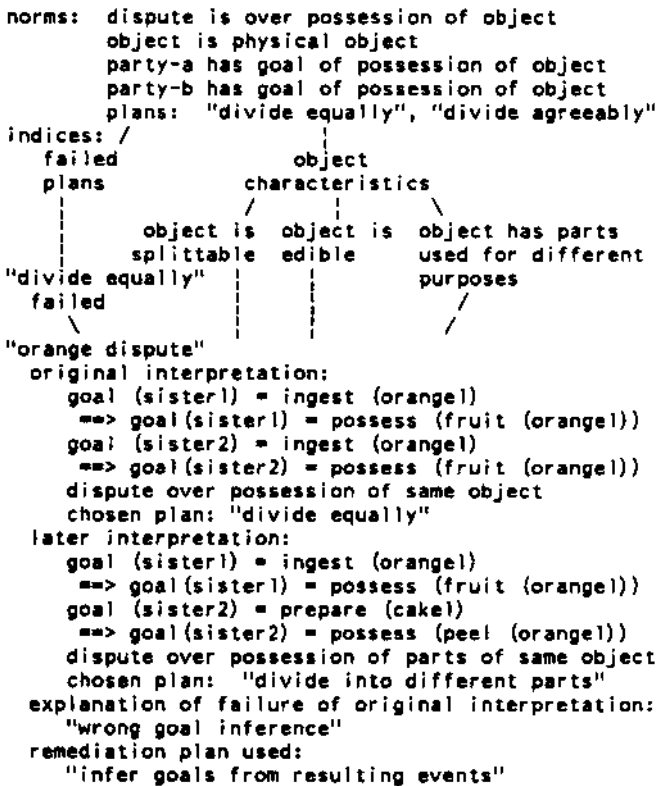 norms:  dispute is over possession of object
object is physical object
party-a has goal of possession of object
party-b has goal of possession of object
plans:  "divide equally", "divide agreeably"
indices: /
failed object
plans characteristics
object is object is object has parts
splittable edible used for different
"divide equally" purposes
failed
"orange dispute"
original interpretation:
goal (sister1) = ingest (orange1)
==> goal(sister1) = possess (fruit (orange1))
goal (sister2) = ingest (orange1)
==> goal(sister2) = possess (fruit (orange1))
dispute over possession of same object
chosen plan: "divide equally"
later interpretation:
goal (sister1) = ingest (orange1)
==> goal(sister1) = possess (fruit (orange1))
goal (sister2) = prepare (cake1)
==> goal(sister2) = possess (peel (orange1))
dispute over possession of parts of same object
chosen plan:  "divide into different parts"
explanation of failure of original interpretation:
"wrong goal inference"
remediation plan used:
"infer goals from resulting events"